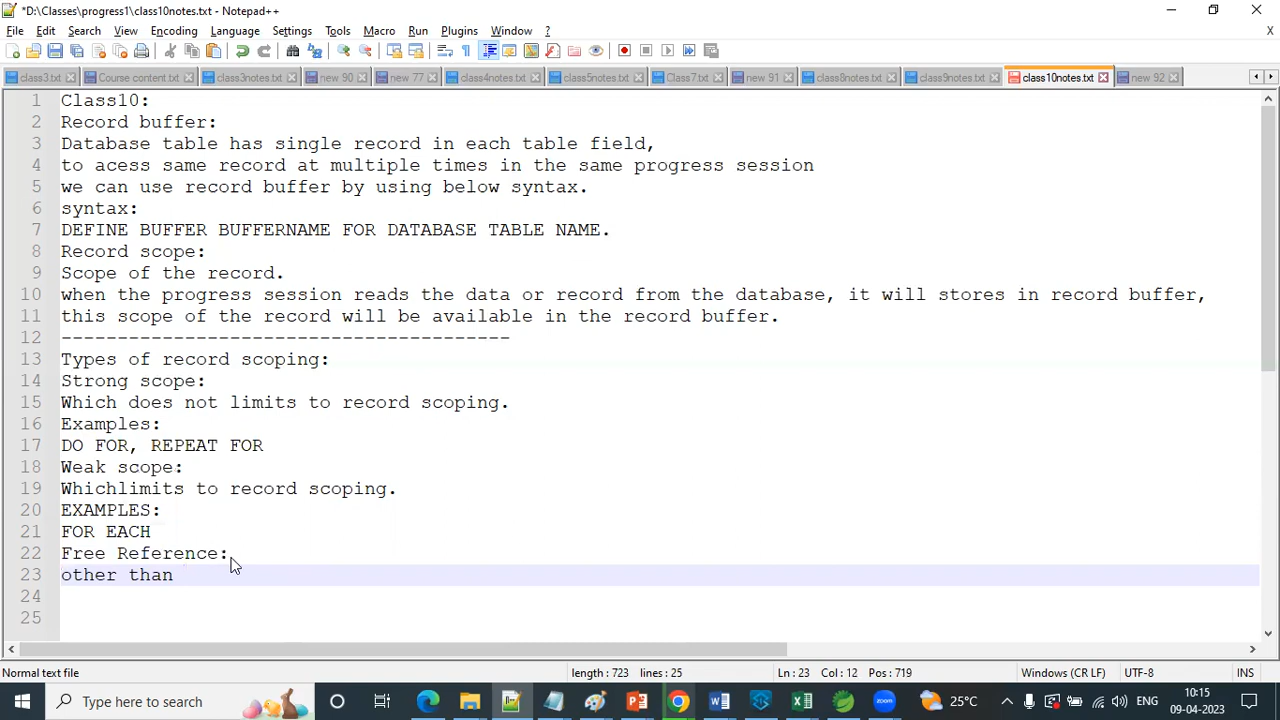 *D:\Classes\progress1\class10notes.txt - Notepad++
File Edit Search View Encoding Language Settings Tools Macro Run Plugins Window ?
X
class3.txt Course content.txt class3notes.txt new 90 new 77 class4notes.txt class5notes.txt Class7.txt new 91 class8notes.txt class9notes.txt class10notes.txt new 92
1 Class10:
2 Record buffer:
3 Database table has single record in each table field,
4 to acess same record at multiple times in the same progress session
5 we can use record buffer by using below syntax.
6 syntax:
7 DEFINE BUFFER BUFFERNAME FOR DATABASE TABLE NAME.
8 Record scope:
9 Scope of the record.
10 when the progress session reads the data or record from the database, it will stores in record buffer,
11 this scope of the record will be available in the record buffer.
12 ----------------------------------------
13 Types of record scoping:
14 Strong scope:
15 Which does not limits to record scoping.
16 Examples:
17 DO FOR, REPEAT FOR
18 Weak scope:
19 Whichlimits to record scoping.
20 EXAMPLES:
21 FOR EACH
22 Free Reference:
23 other than
24
25
Normal text file length : 723 lines : 25 Ln : 23 Col : 12 Pos : 719 Windows (CR LF) UTF-8 INS
Type here to search 25°C ENG 10:15
09-04-2023